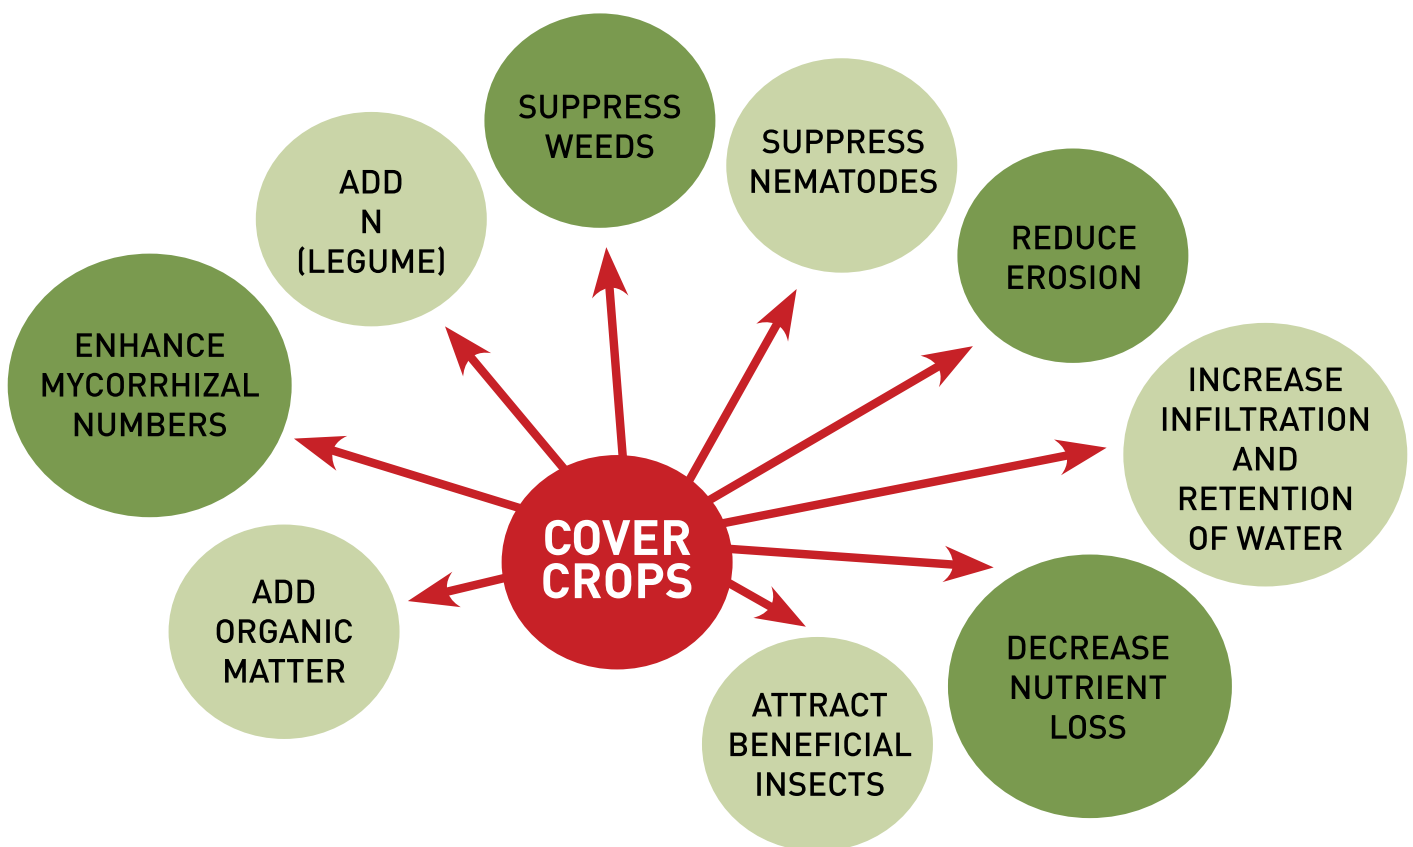 SUPPRESS
WEEDS
SUPPRESS
NEMATODES
ADD
N
(LEGUME)
REDUCE
EROSION
ENHANCE
MYCORRHIZAL
NUMBERS
INCREASE
INFILTRATION
AND
RETENTION
OF WATER
COVER
CROPS
ADD
ORGANIC
MATTER
DECREASE
NUTRIENT
LOSS
ATTRACT
BENEFICIAL
INSECTS